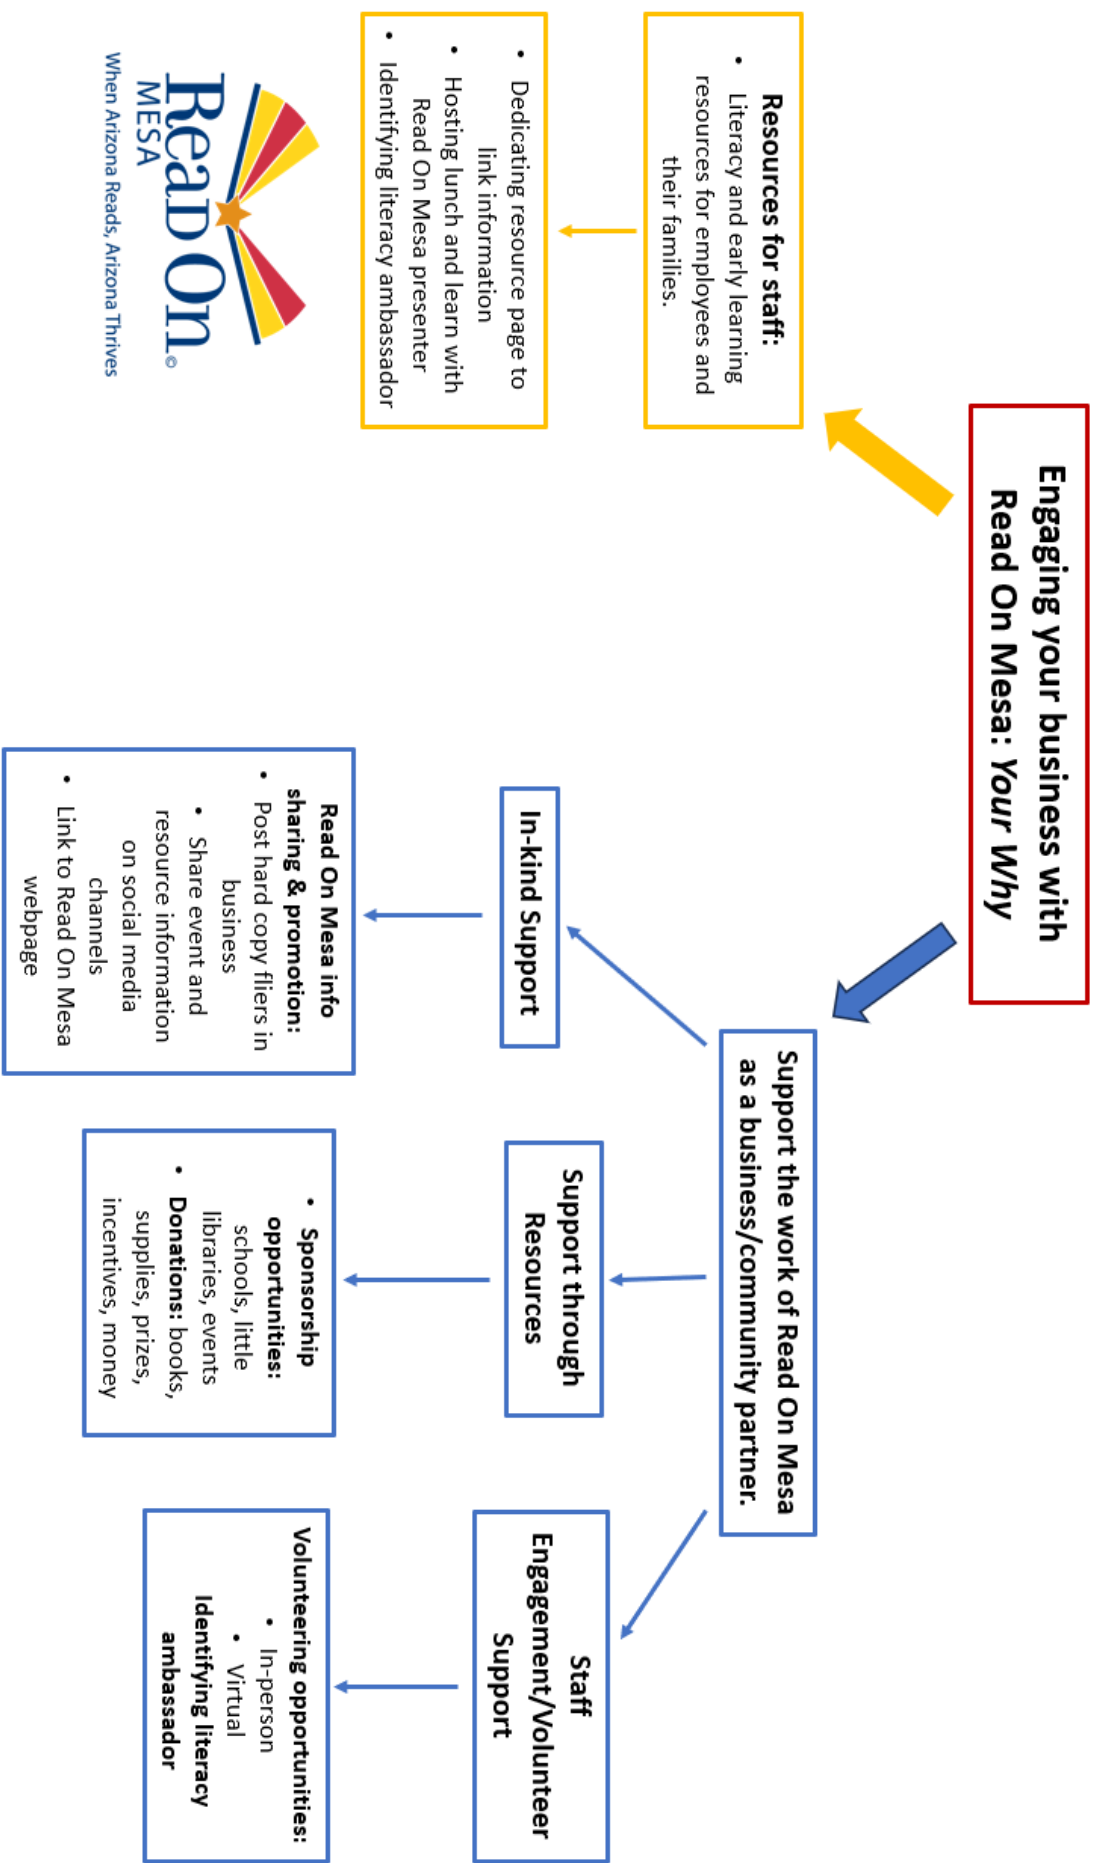 Engaging your business with
Read On Mesa: Your Why
Resources for staff:
• Literacy and early learning
resources for employees and
their families.
• Dedicating resource page to
link information
• Hosting lunch and learn with
Read On Mesa presenter
• Identifying literacy ambassador
Support the work of Read On Mesa
as a business/community partner.
In-kind Support
Read On Mesa info
sharing & promotion:
• Post hard copy fliers in
business
• Share event and
resource information
on social media
channels
• Link to Read On Mesa
webpage
Support through
Resources
• Sponsorship
opportunities:
schools, little
libraries, events
• Donations: books,
supplies, prizes,
incentives, money
Staff
Engagement/Volunteer
Support
Volunteering opportunities:
• In-person
• Virtual
Identifying literacy
ambassador
Read On©
MESA
When Arizona Reads, Arizona Thrives